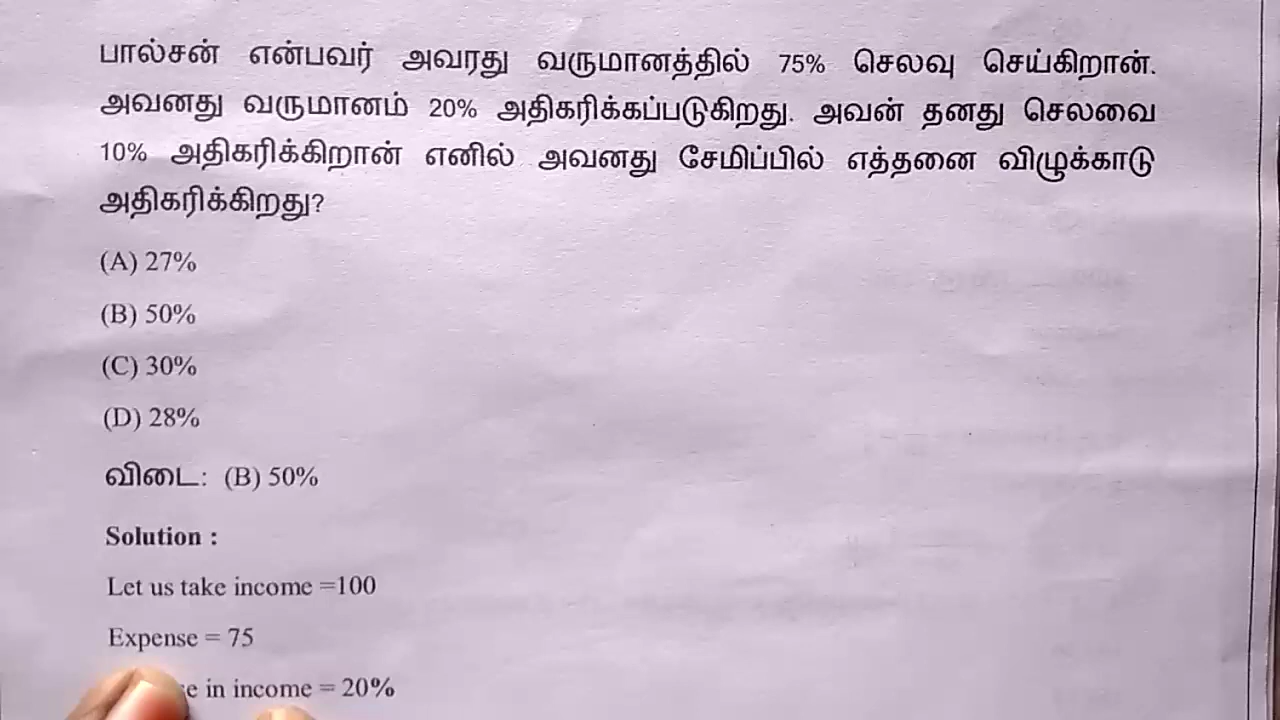 பால்சன் என்பவர் அவரது வருமானத்தில் 75% செலவு செய்கிறான்.
அவனது வருமானம் 20% அதிகரிக்கப்படுகிறது. அவன் தனது செலவை
10% அதிகரிக்கிறான் எனில் அவனது சேமிப்பில் எத்தனை விழுக்காடு
அதிகரிக்கிறது?
(A) 27%
(B) 50%
(C) 30%
(D) 28%
விடை: (B) 50%
Solution :
Let us take income =100
Expense = 75
in income = 20%